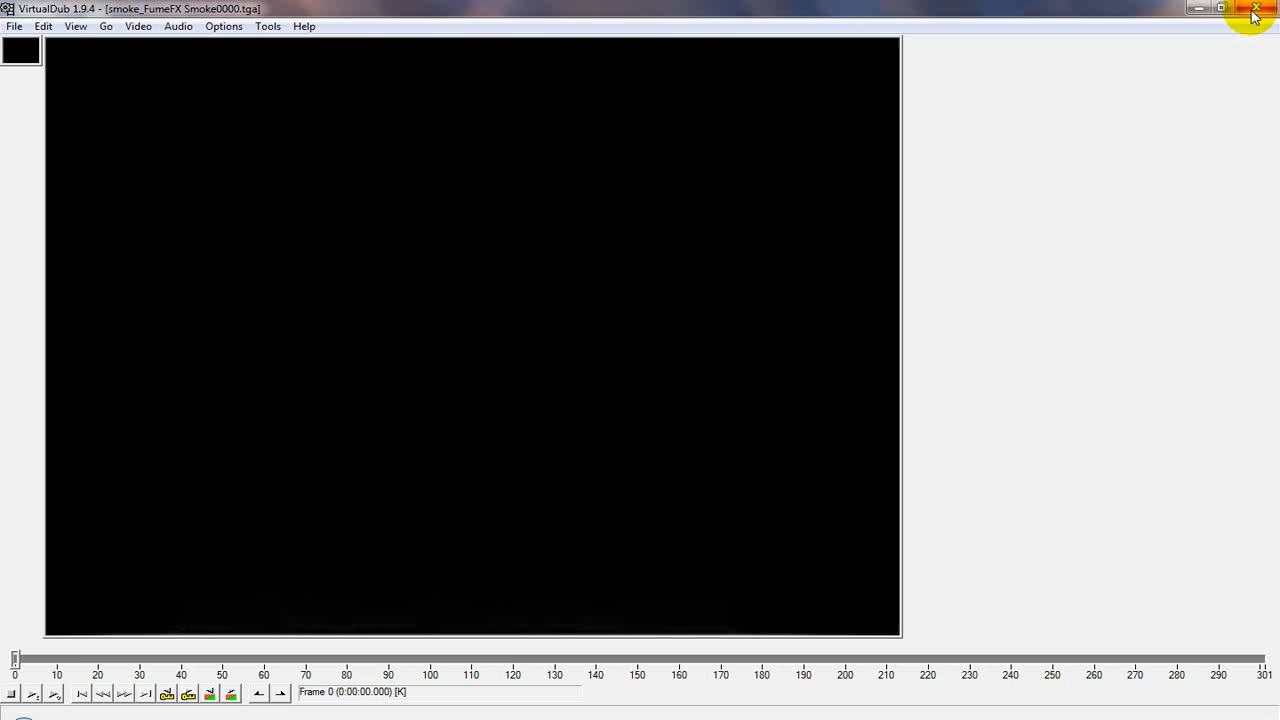 VirtualDub 1.9.4 - [smoke_FumeFX Smoke0000.tga]
File Edit View Go Video Audio Options Tools Help
0 10 20 30 40 50 60 70 80 90 100 110 120 130 140 150 160 170 180 190 200 210 220 230 240 250 260 270 280 290 301
Frame 0 (0:00:00.000) [K]